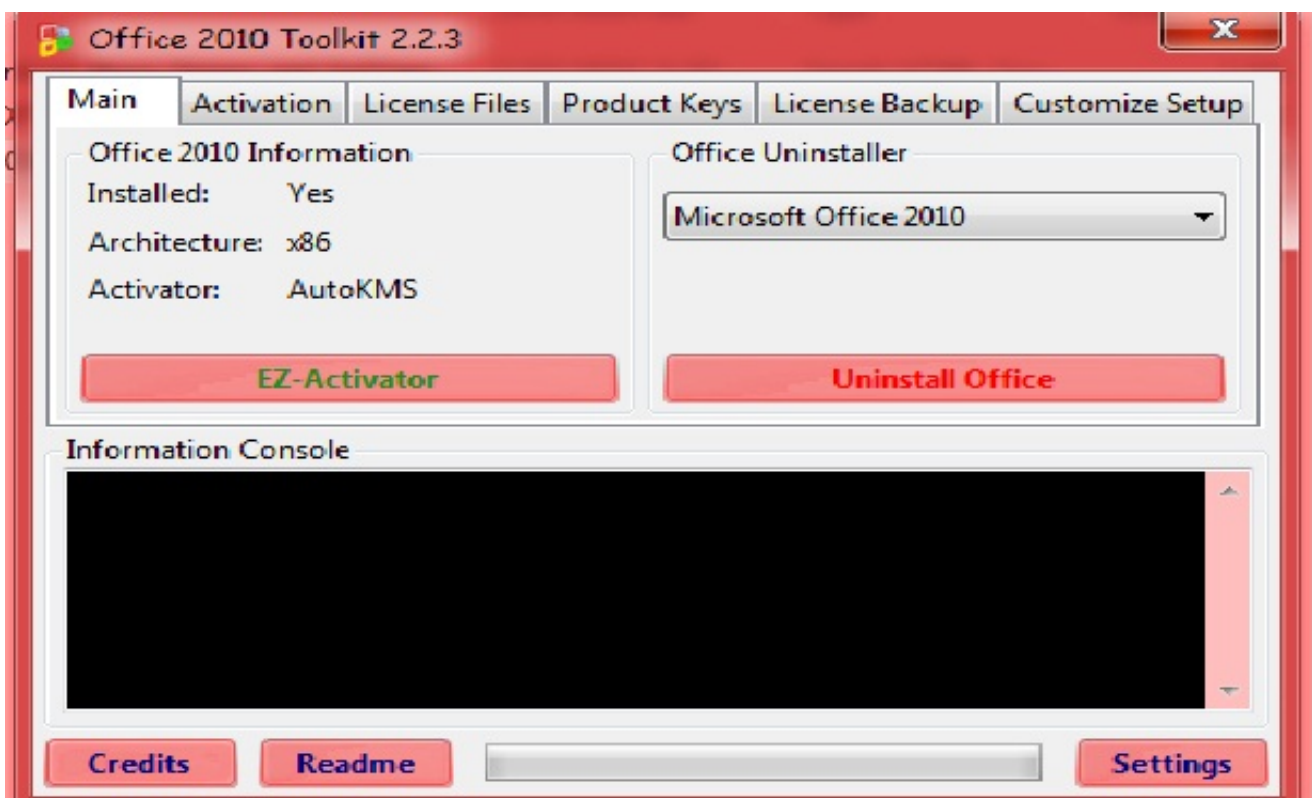 Office 2010 Toolkit 2.2.3
Main Activation License Files Product Keys License Backup Customize Setup
Office 2010 Information
Installed: Yes
Architecture: x86
Activator: AutoKMS
EZ-Activator
Office Uninstaller
Microsoft Office 2010
Uninstall Office
Information Console
Credits Readme Settings